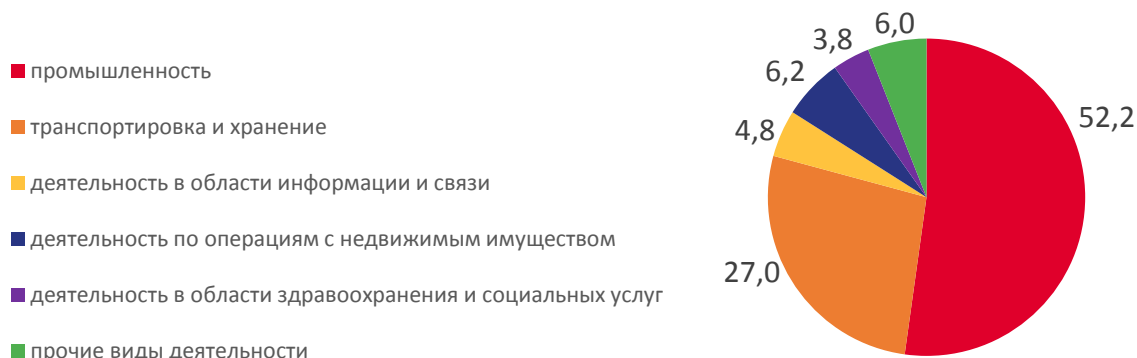 промышленность
транспортировка и хранение
деятельность в области информации и связи
деятельность по операциям с недвижимым имуществом
деятельность в области здравоохранения и социальных услуг
прочие виды деятельности
52,2
27,0
4,8
6,2
3,8
6,0